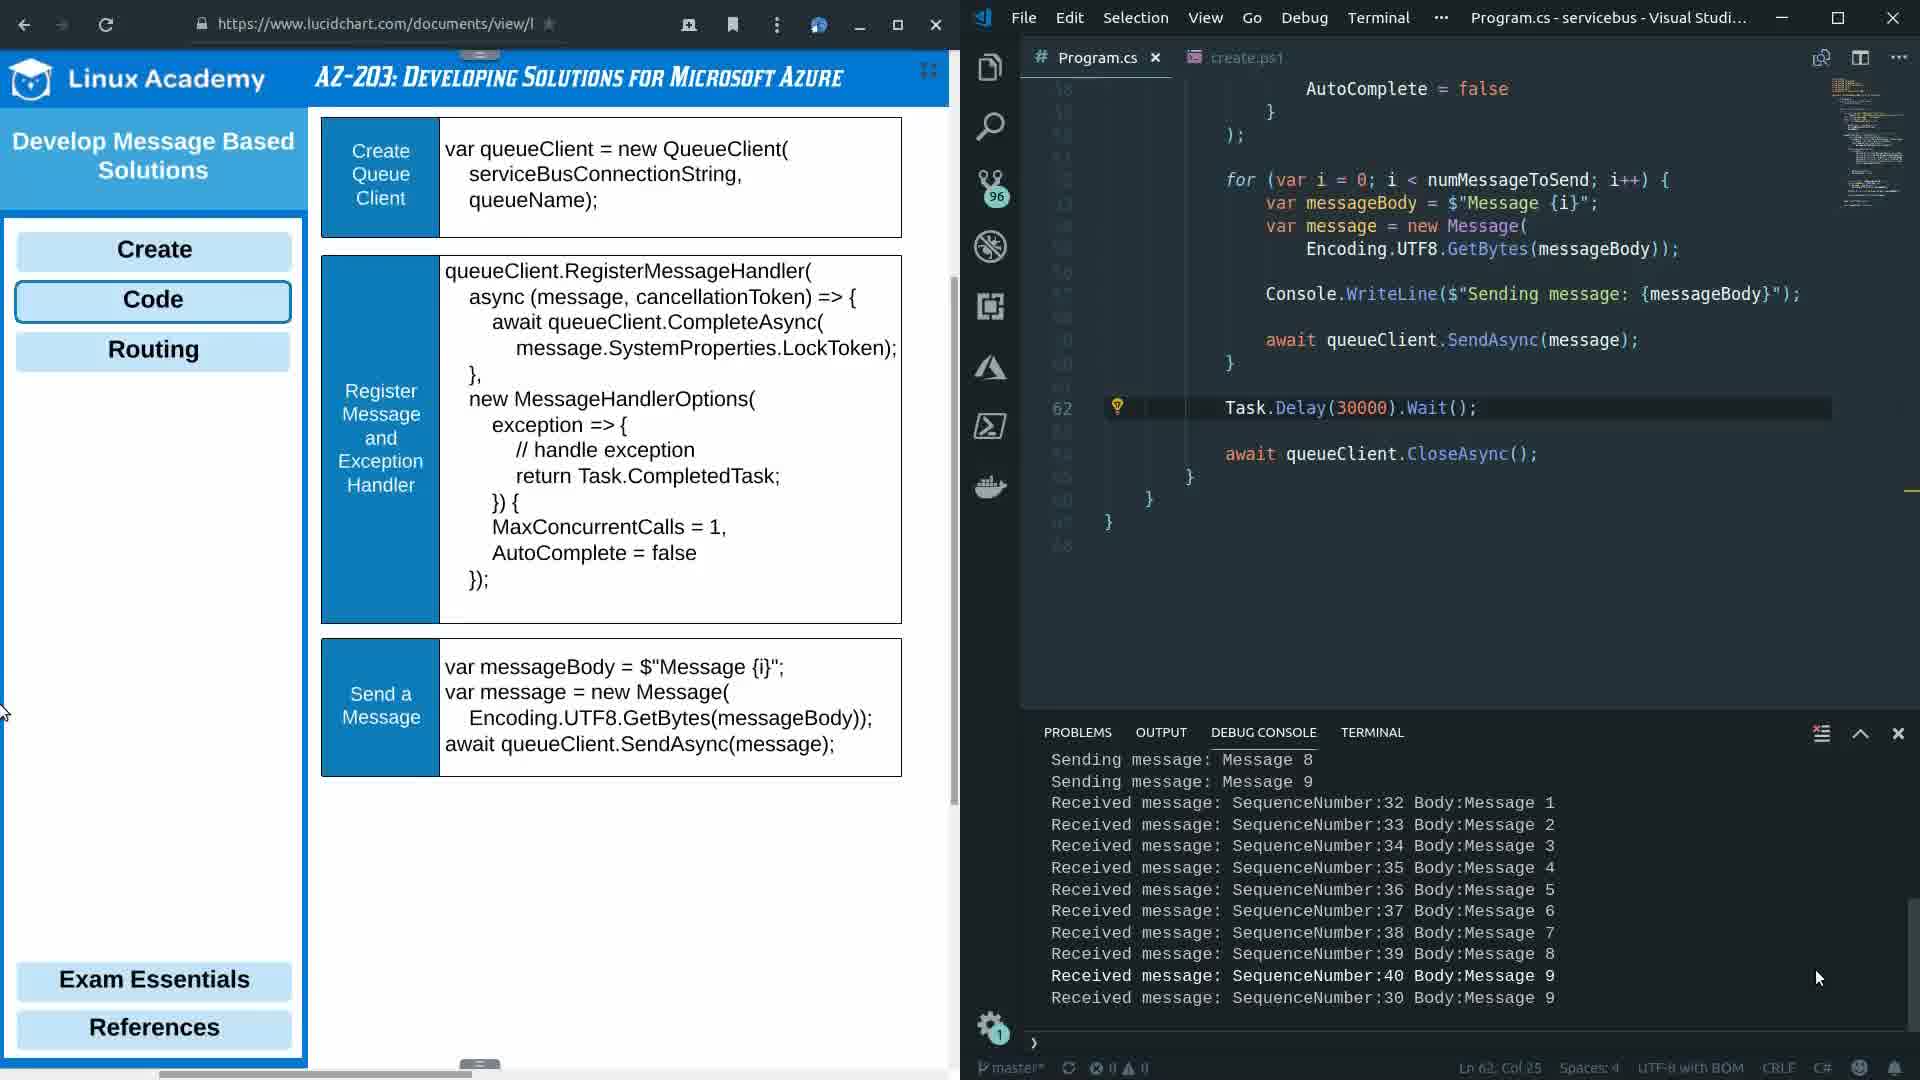 https://www.lucidchart.com/documents/view/l
Linux Academy
AZ-203: Developing Solutions for Microsoft Azure
Develop Message Based
Solutions
Create
Code
Routing
Exam Essentials
References
Create
Queue
Client
var queueClient = new QueueClient(
serviceBusConnectionString,
queueName);
Register
Message
and
Exception
Handler
queueClient.RegisterMessageHandler(
async (message, cancellationToken) => {
await queueClient.CompleteAsync(
message.SystemProperties.LockToken);
},
new MessageHandlerOptions(
exception => {
// handle exception
return Task.CompletedTask;
}) {
MaxConcurrentCalls = 1,
AutoComplete = false
});
Send a
Message
var messageBody = $"Message {i}";
var message = new Message(
Encoding.UTF8.GetBytes(messageBody));
await queueClient.SendAsync(message);
File Edit Selection View Go Debug Terminal ··· Program.cs - servicebus - Visual Studi...
# Program.cs create.ps1
96
AutoComplete = false
}
);
for (var i = 0; i < numMessageToSend; i++) {
var messageBody = $"Message {i}";
var message = new Message(
Encoding.UTF8.GetBytes(messageBody));
Console.WriteLine($"Sending message: {messageBody}");
await queueClient.SendAsync(message);
}
62 Task.Delay(30000).Wait();
await queueClient.CloseAsync();
}
}
}
68
PROBLEMS OUTPUT DEBUG CONSOLE TERMINAL
Sending message: Message 8
Sending message: Message 9
Received message: SequenceNumber:32 Body:Message 1
Received message: SequenceNumber:33 Body:Message 2
Received message: SequenceNumber:34 Body:Message 3
Received message: SequenceNumber:35 Body:Message 4
Received message: SequenceNumber:36 Body:Message 5
Received message: SequenceNumber:37 Body:Message 6
Received message: SequenceNumber:38 Body:Message 7
Received message: SequenceNumber:39 Body:Message 8
Received message: SequenceNumber:40 Body:Message 9
Received message: SequenceNumber:30 Body:Message 9
1
master* 0 0 Ln 62, Col 25 Spaces: 4 UTF-8 with BOM CRLF C#